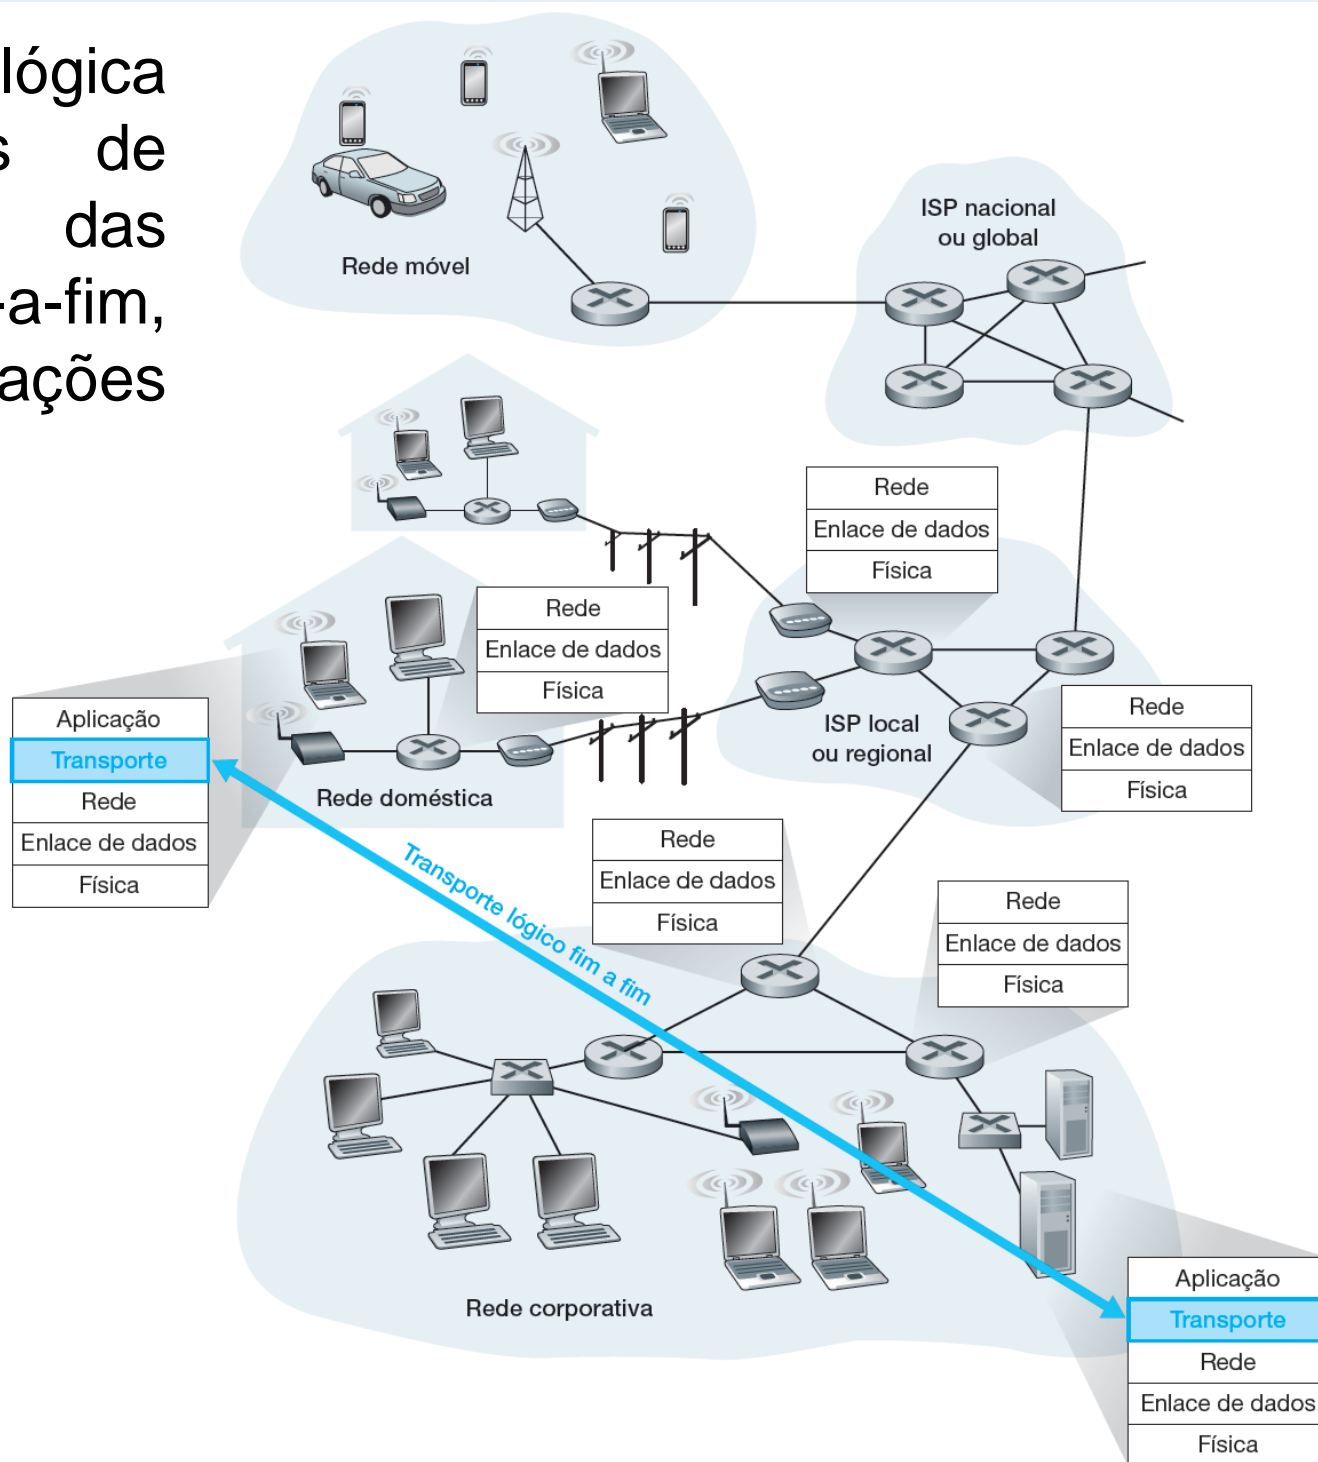 lógica
s de
das
-a-fim,
ações
Rede móvel
ISP nacional
ou global
Rede
Enlace de dados
Física
Rede
Enlace de dados
Física
Aplicação
Transporte
Rede
Enlace de dados
Física
Rede doméstica
ISP local
ou regional
Rede
Enlace de dados
Física
Rede
Enlace de dados
Física
Transporte lógico fim a fim
Rede
Enlace de dados
Física
Rede corporativa
Aplicação
Transporte
Rede
Enlace de dados
Física